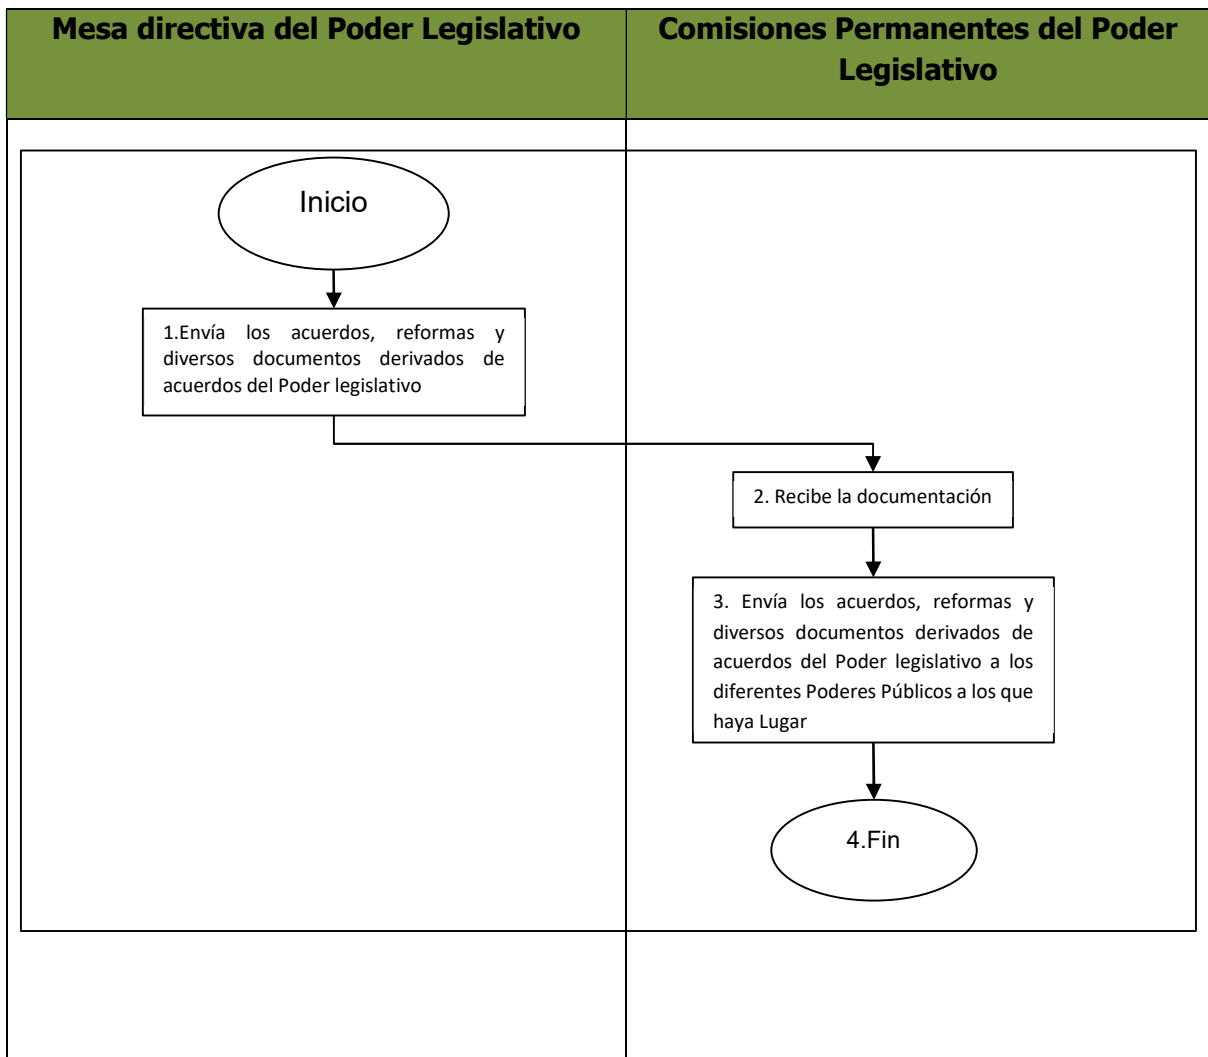 Mesa directiva del Poder Legislativo
Comisiones Permanentes del Poder
Legislativo
Inicio
1.Envía los acuerdos, reformas y
diversos documentos derivados de
acuerdos del Poder legislativo
2. Recibe la documentación
3. Envía los acuerdos, reformas y
diversos documentos derivados de
acuerdos del Poder legislativo a los
diferentes Poderes Públicos a los que
haya Lugar
4.Fin